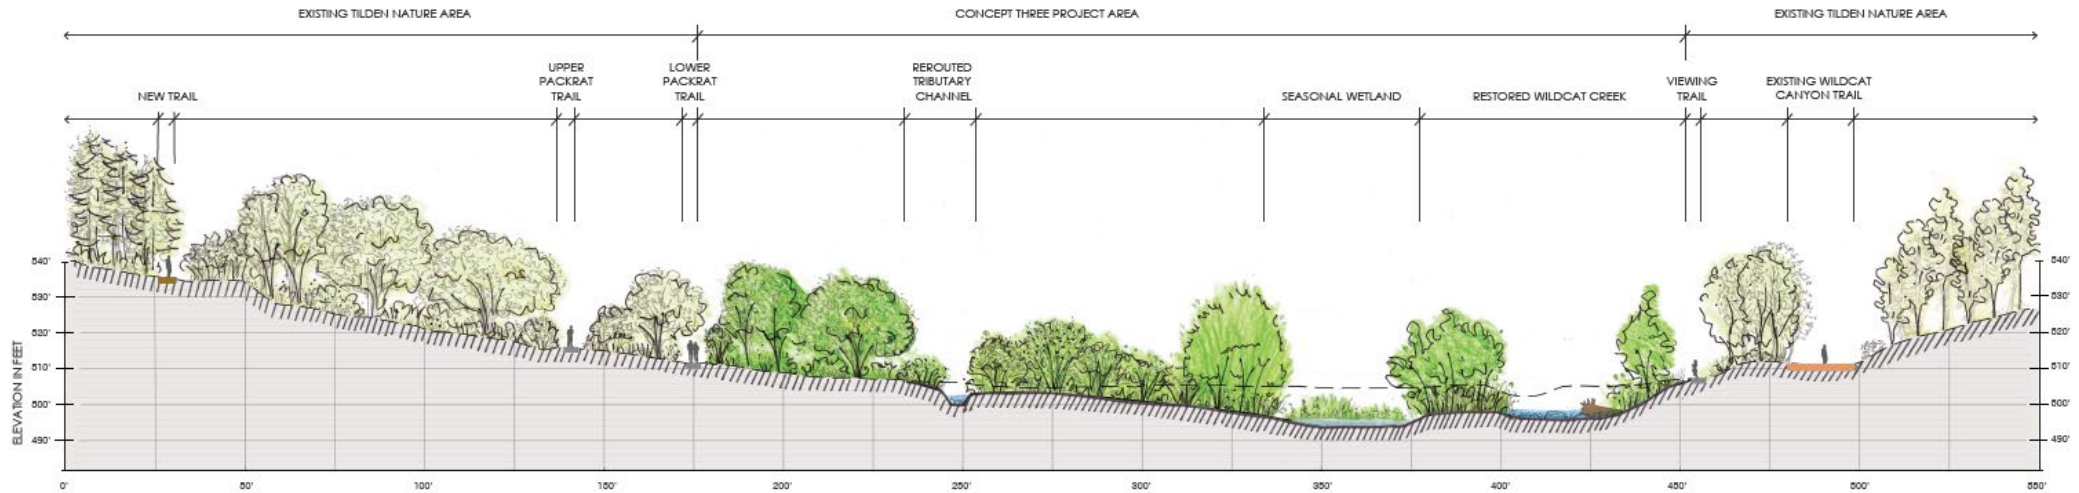 EXISTING TILDEN NATURE AREA
CONCEPT THREE PROJECT AREA
EXISTING TILDEN NATURE AREA
NEW TRAIL
UPPER
PACKRAT
TRAIL
LOWER
PACKRAT
TRAIL
REROUTED
TRIBUTARY
CHANNEL
SEASONAL WETLAND
RESTORED WILDCAT CREEK
VIEWING
TRAIL
EXISTING WILDCAT
CANYON TRAIL
ELEVATION IN FEET
540'
530'
520'
510'
500'
490'
540'
530'
520'
510'
500'
490'
0'
50'
100'
150'
200'
250'
300'
350'
400'
450'
500'
550'